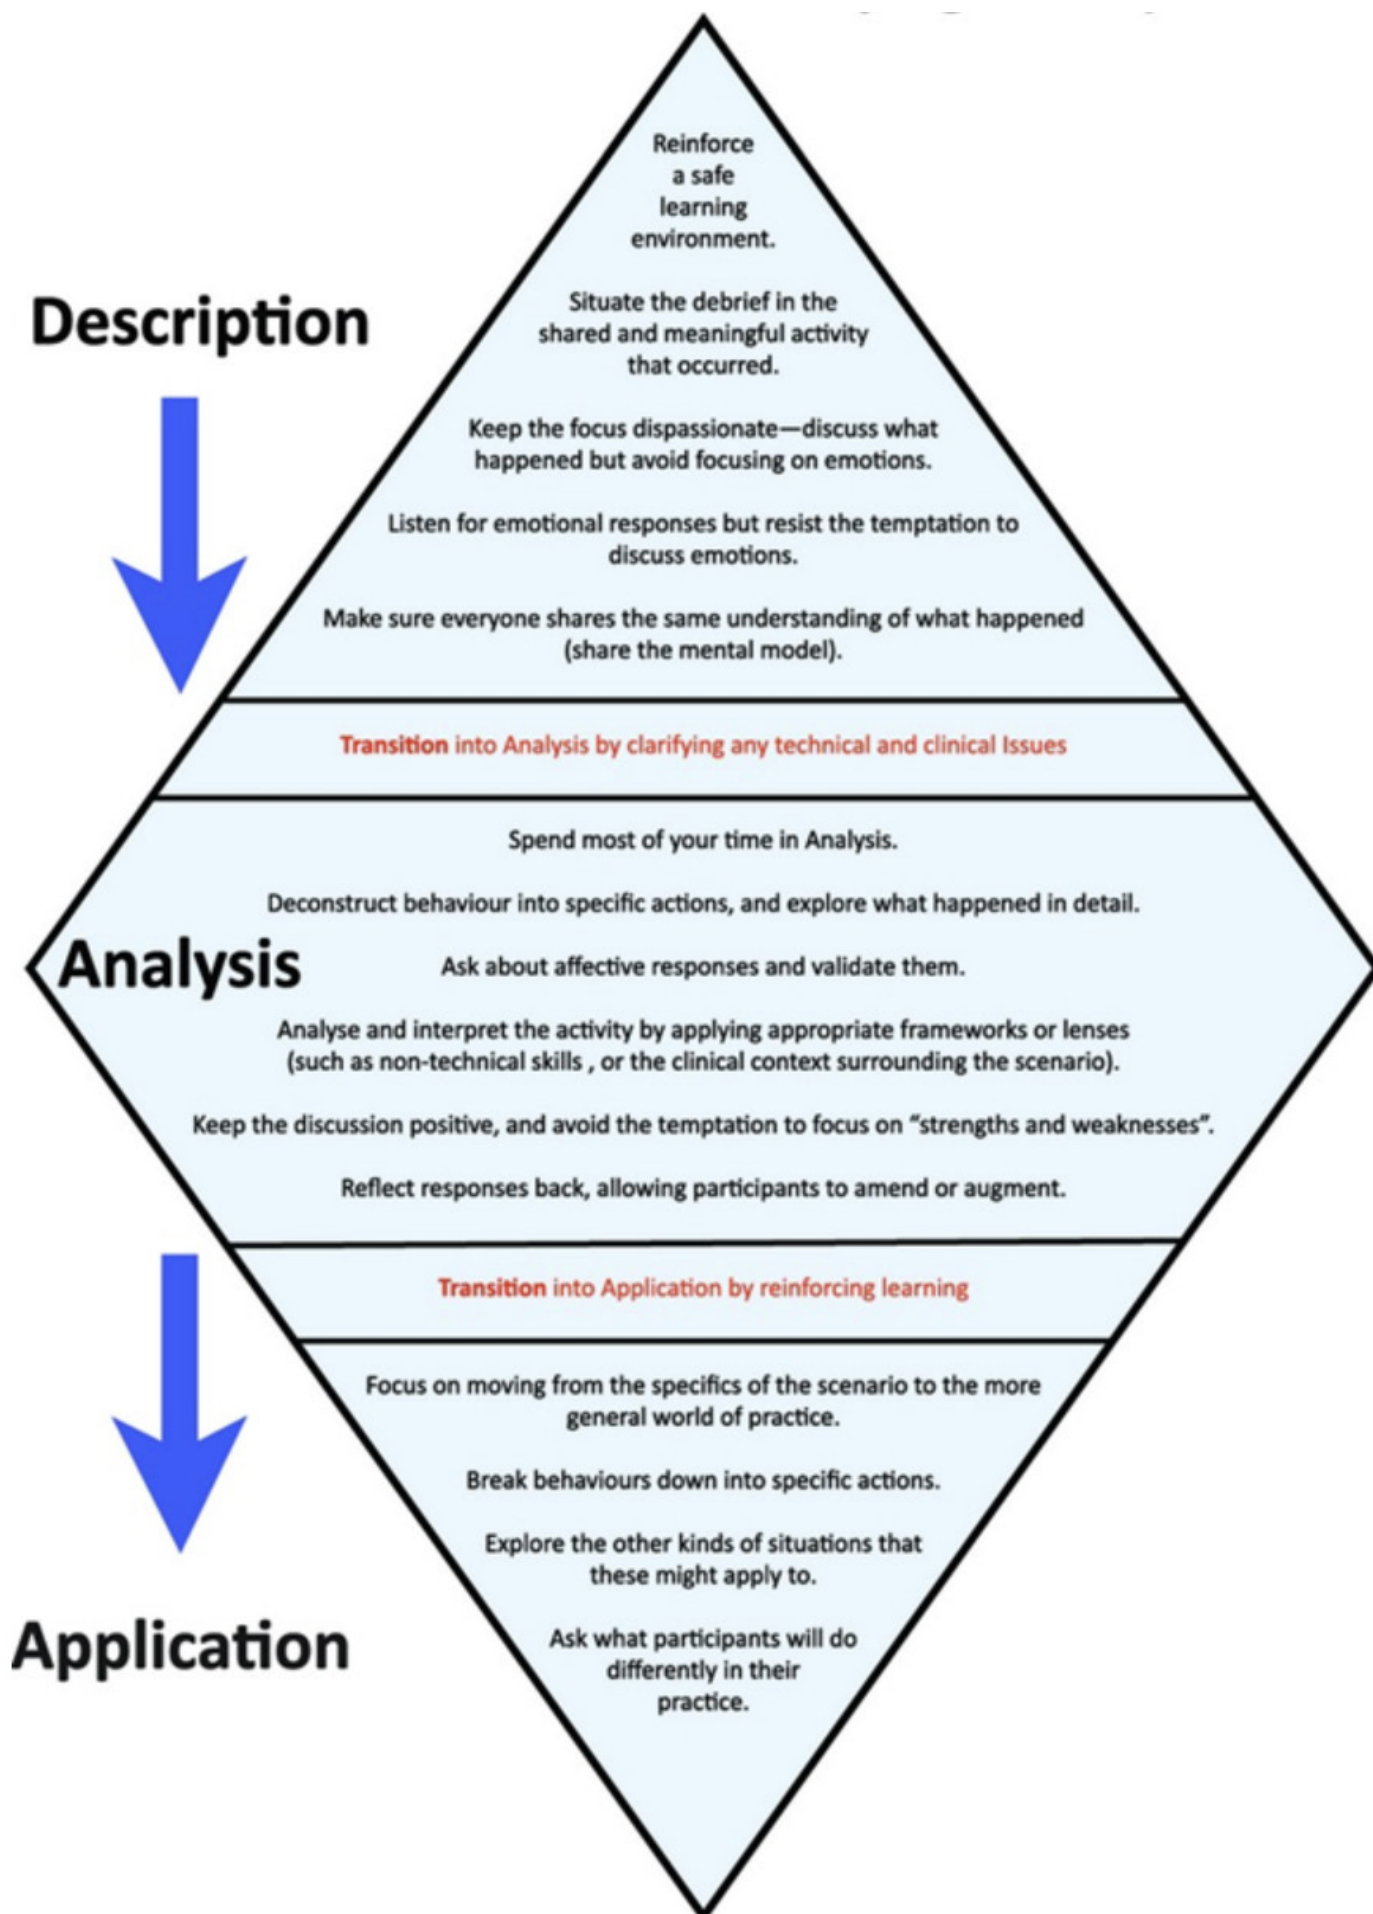 Reinforce
a safe
learning
environment.
Description
Situate the debrief in the
shared and meaningful activity
that occurred.
Keep the focus dispassionate—discuss what
happened but avoid focusing on emotions.
Listen for emotional responses but resist the temptation to
discuss emotions.
Make sure everyone shares the same understanding of what happened
(share the mental model).
Transition into Analysis by clarifying any technical and clinical Issues
Spend most of your time in Analysis.
Deconstruct behaviour into specific actions, and explore what happened in detail.
Analysis
Ask about affective responses and validate them.
Analyse and interpret the activity by applying appropriate frameworks or lenses
(such as non-technical skills , or the clinical context surrounding the scenario).
Keep the discussion positive, and avoid the temptation to focus on “strengths and weaknesses”.
Reflect responses back, allowing participants to amend or augment.
Transition into Application by reinforcing learning
Focus on moving from the specifics of the scenario to the more
general world of practice.
Break behaviours down into specific actions.
Explore the other kinds of situations that
these might apply to.
Application
Ask what participants will do
differently in their
practice.